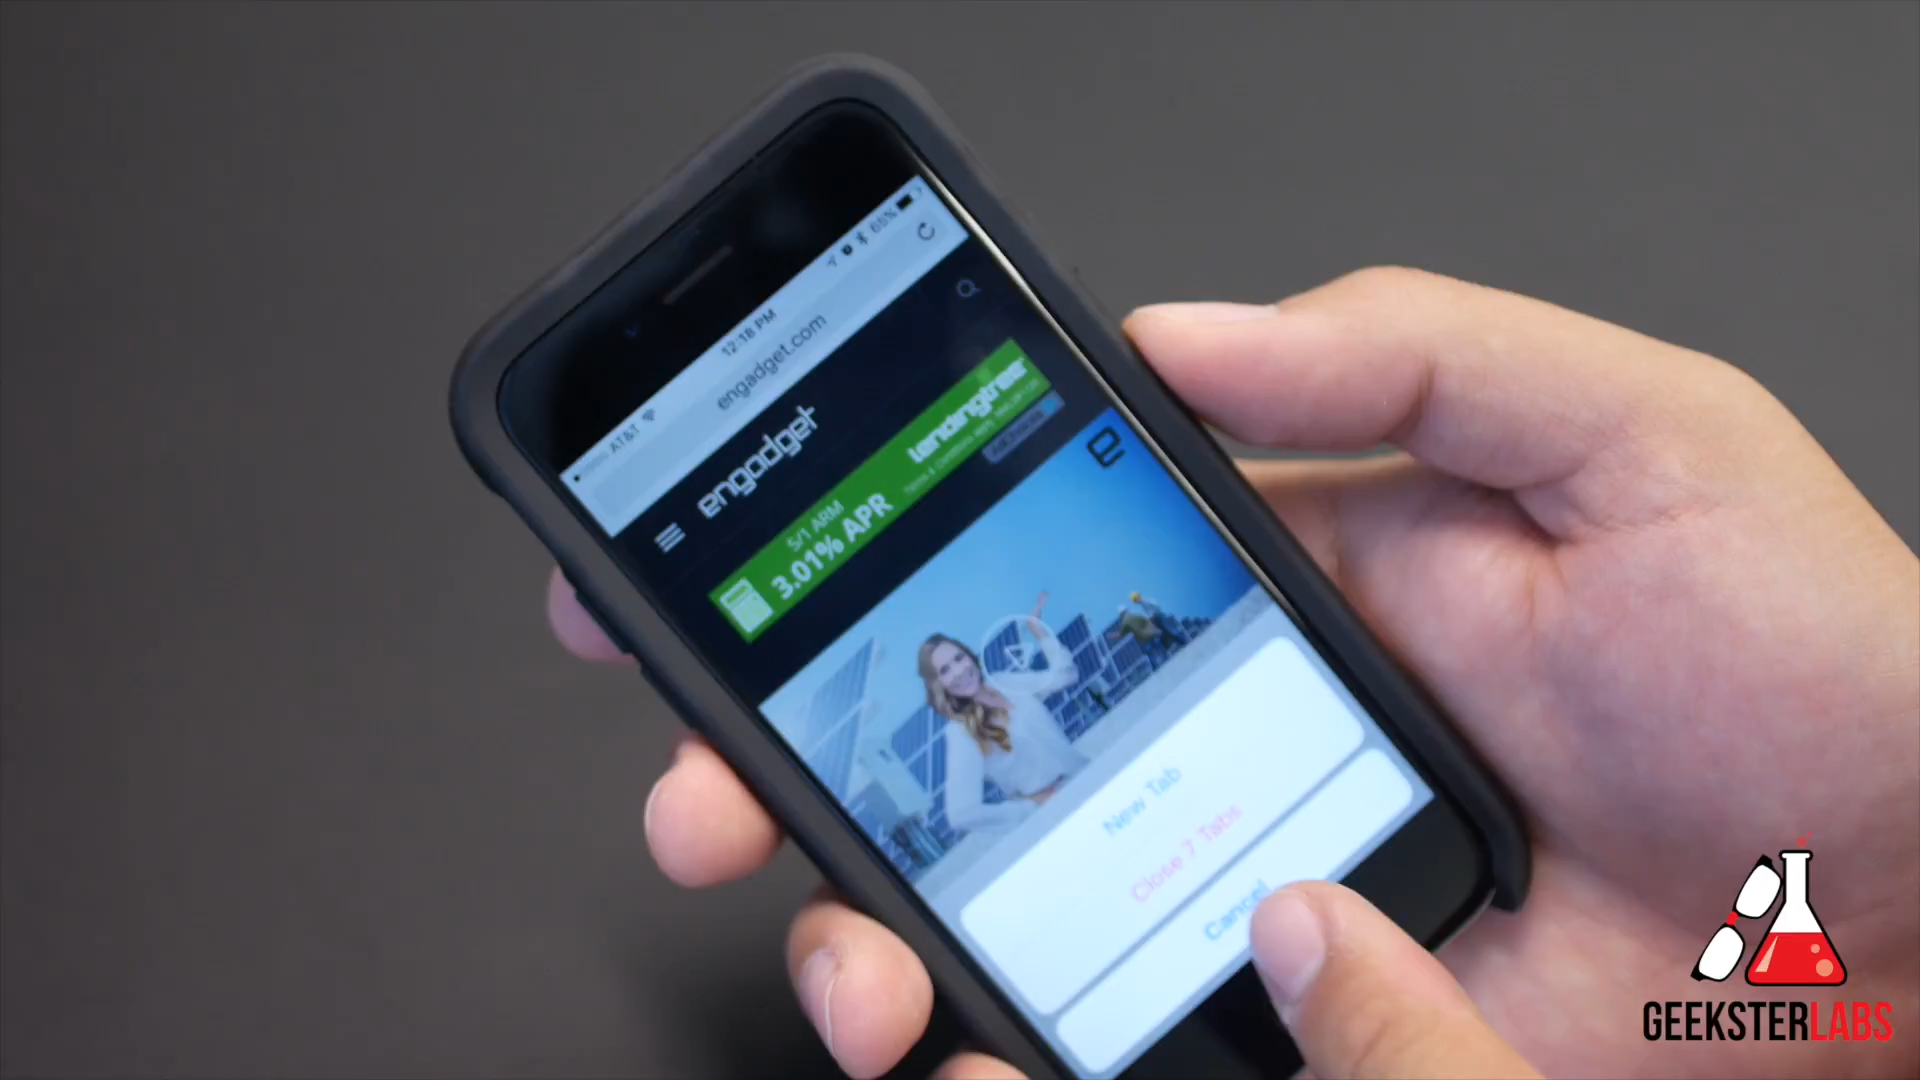 AT&T 12:18 PM 65%
engadget.com
engadget
5/1 ARM
3.01% APR
lendingtree
e
New Tab
Close 7 Tabs
Cancel
GEEKSTERLABS